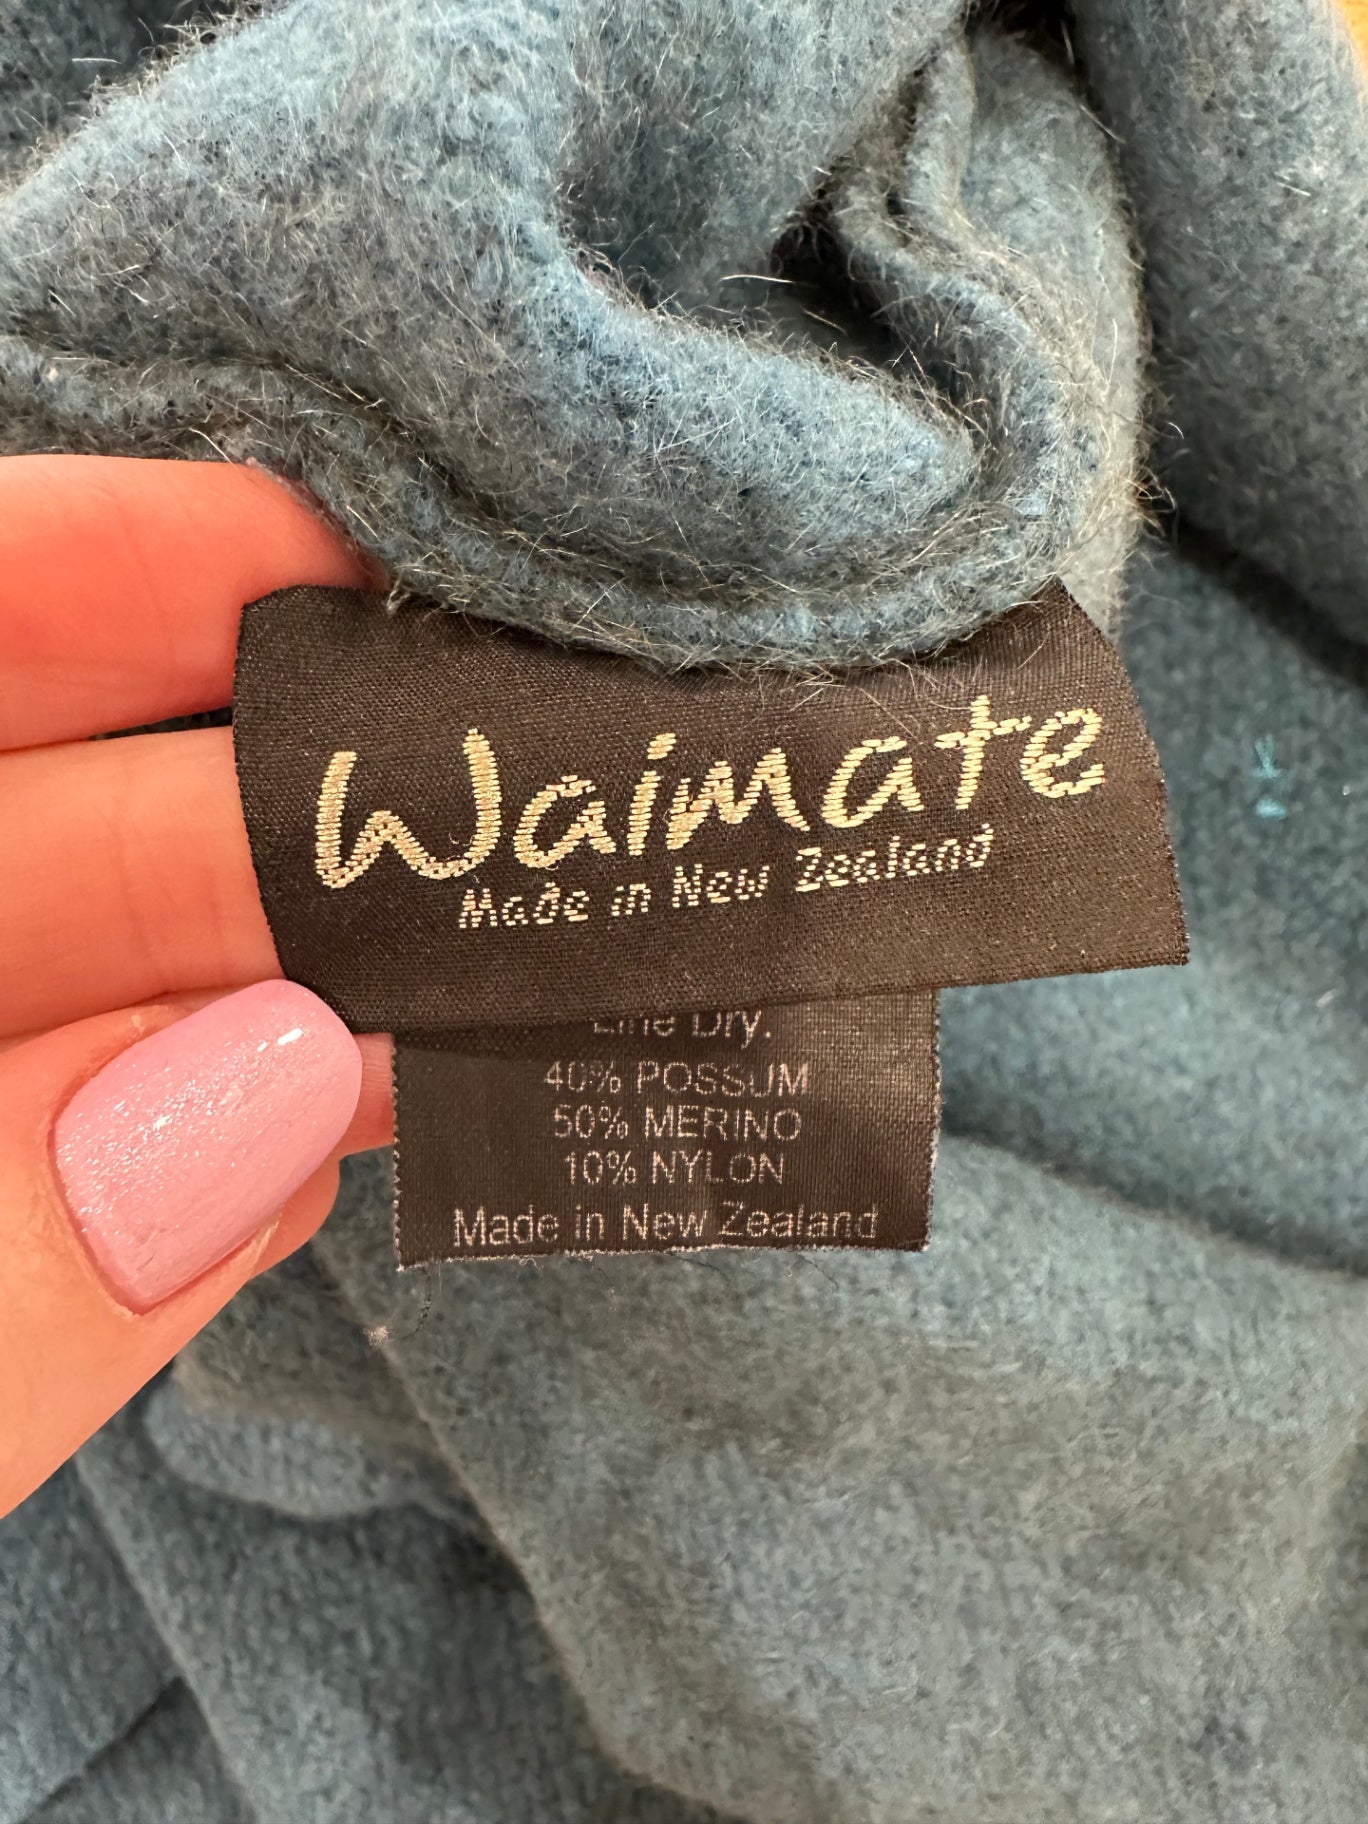 Waimate
Made in New Zealand
Line Dry.
40% POSSUM
50% MERINO
10% NYLON
Made in New Zealand